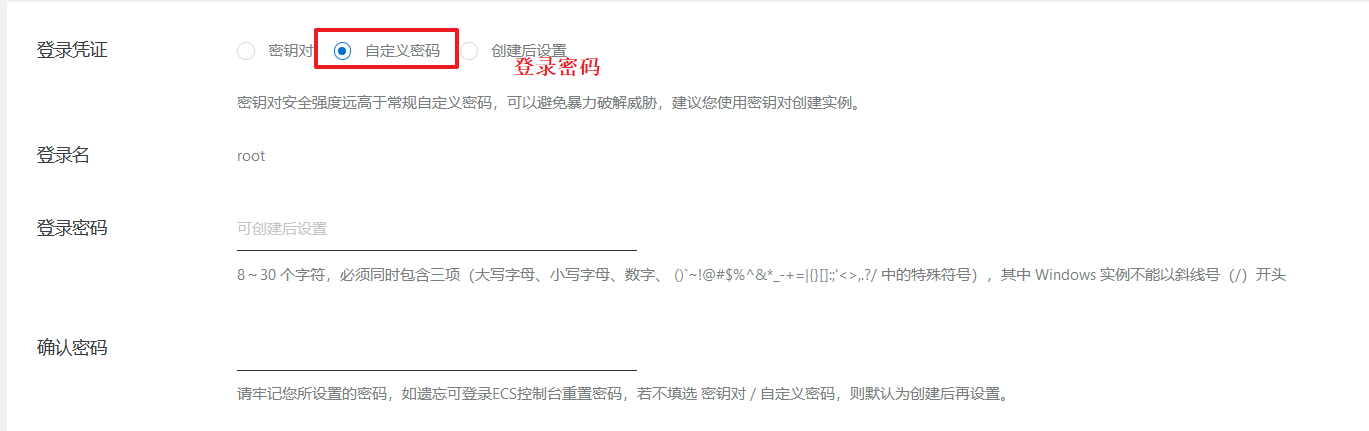 登录凭证 密钥对 自定义密码 创建后设置
登录密码
密钥对安全强度远高于常规自定义密码，可以避免暴力破解威胁，建议您使用密钥对创建实例。
登录名 root
登录密码 可创建后设置
8～30 个字符，必须同时包含三项（大写字母、小写字母、数字、 ()`~!@#$%^&*_-+=|{}[]:;'<>,.?/ 中的特殊符号），其中 Windows 实例不能以斜线号（/）开头
确认密码
请牢记您所设置的密码，如遗忘可登录ECS控制台重置密码，若不填选 密钥对 / 自定义密码，则默认为创建后再设置。